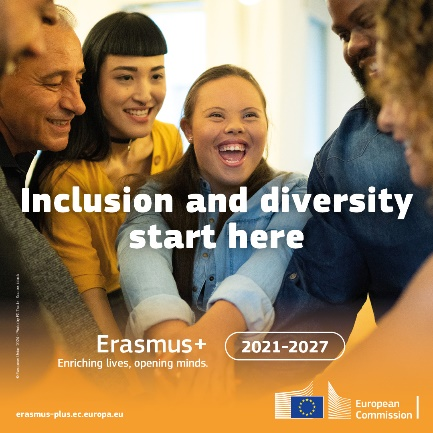 Inclusion and diversity
start here
Erasmus+
2021-2027
Enriching lives, opening minds.
erasmus-plus.ec.europa.eu
European
Commission